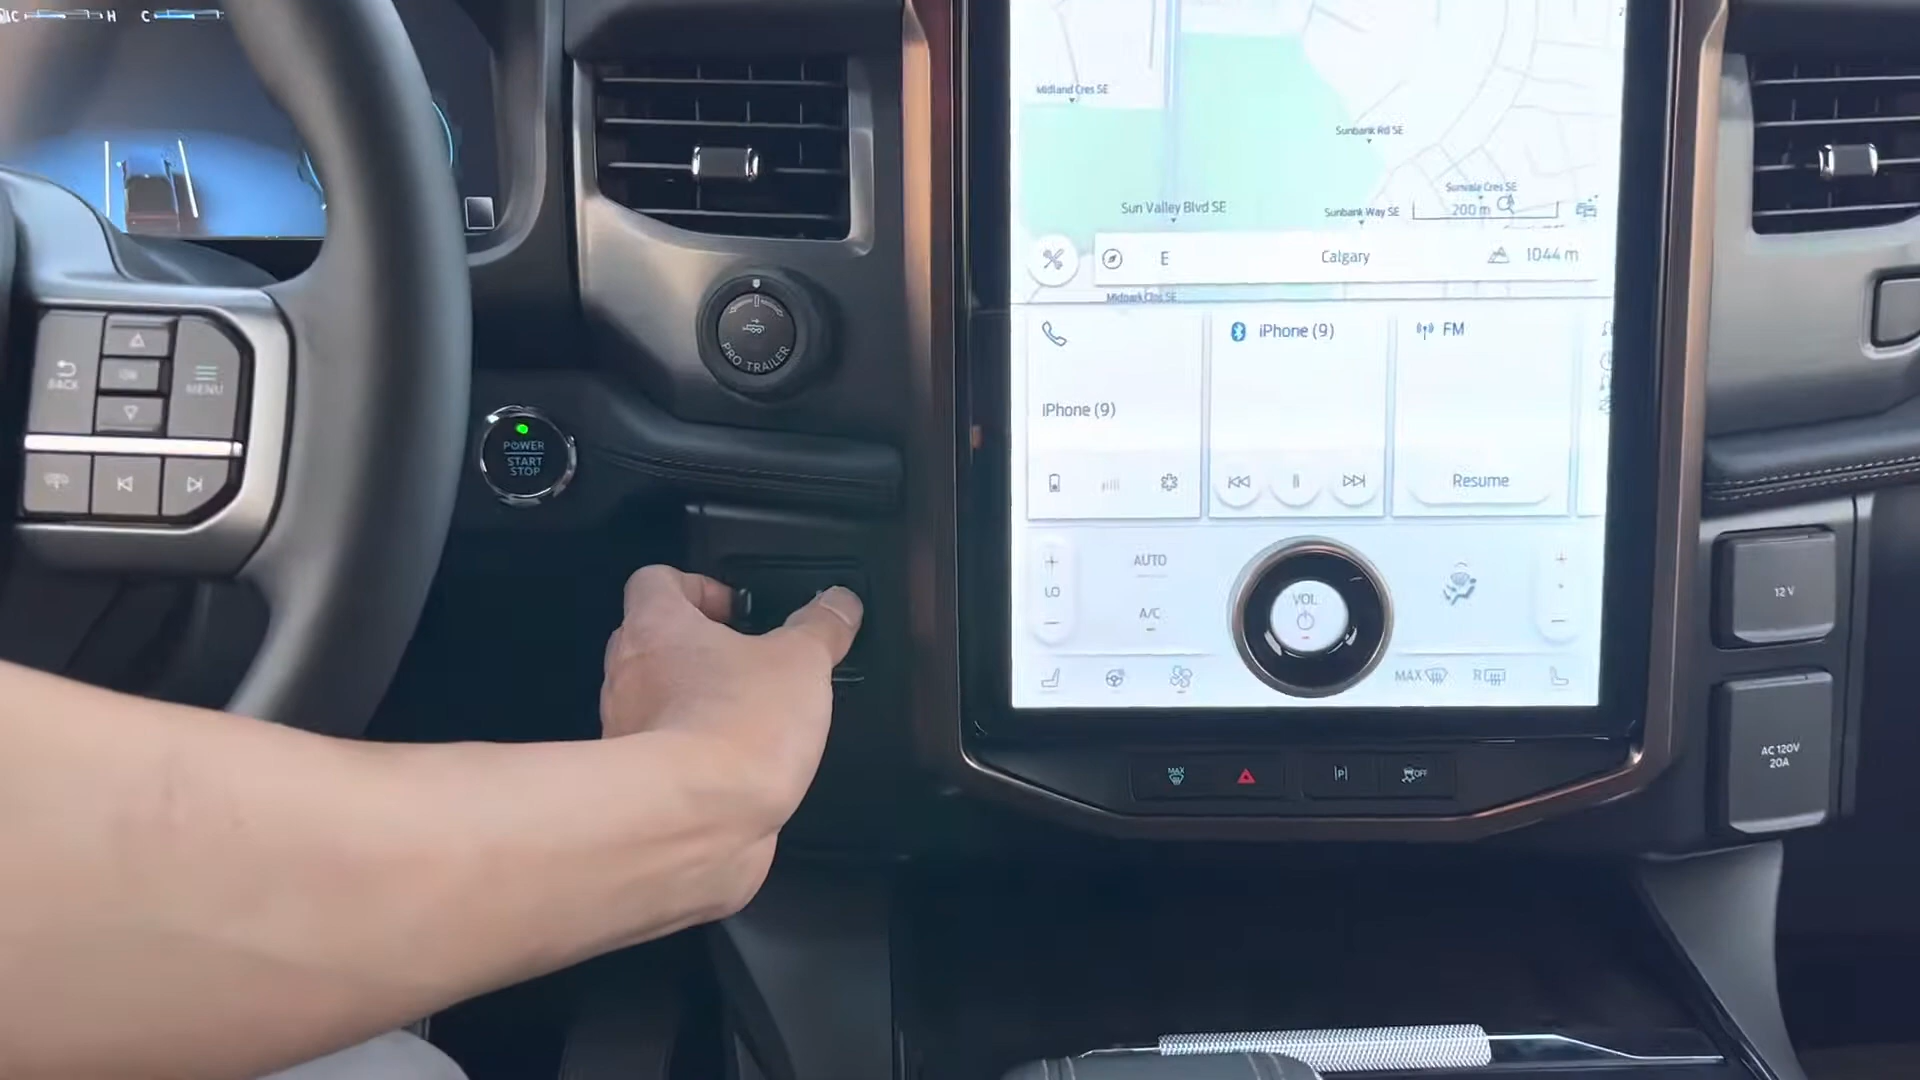 C
H
C
Midland Cres SE
Sunbank Rd SE
Sunvale Cres SE
Sun Valley Blvd SE
Sunbank Way SE
200 m
E
Calgary
1044 m
Midpark Cres SE
PRO TRAILER
iPhone (9)
FM
iPhone (9)
BACK
OK
MENU
POWER
START
STOP
Resume
AUTO
LO
A/C
VOL
12 V
MAX
R
AC 120V
20A
MAX
P
OFF